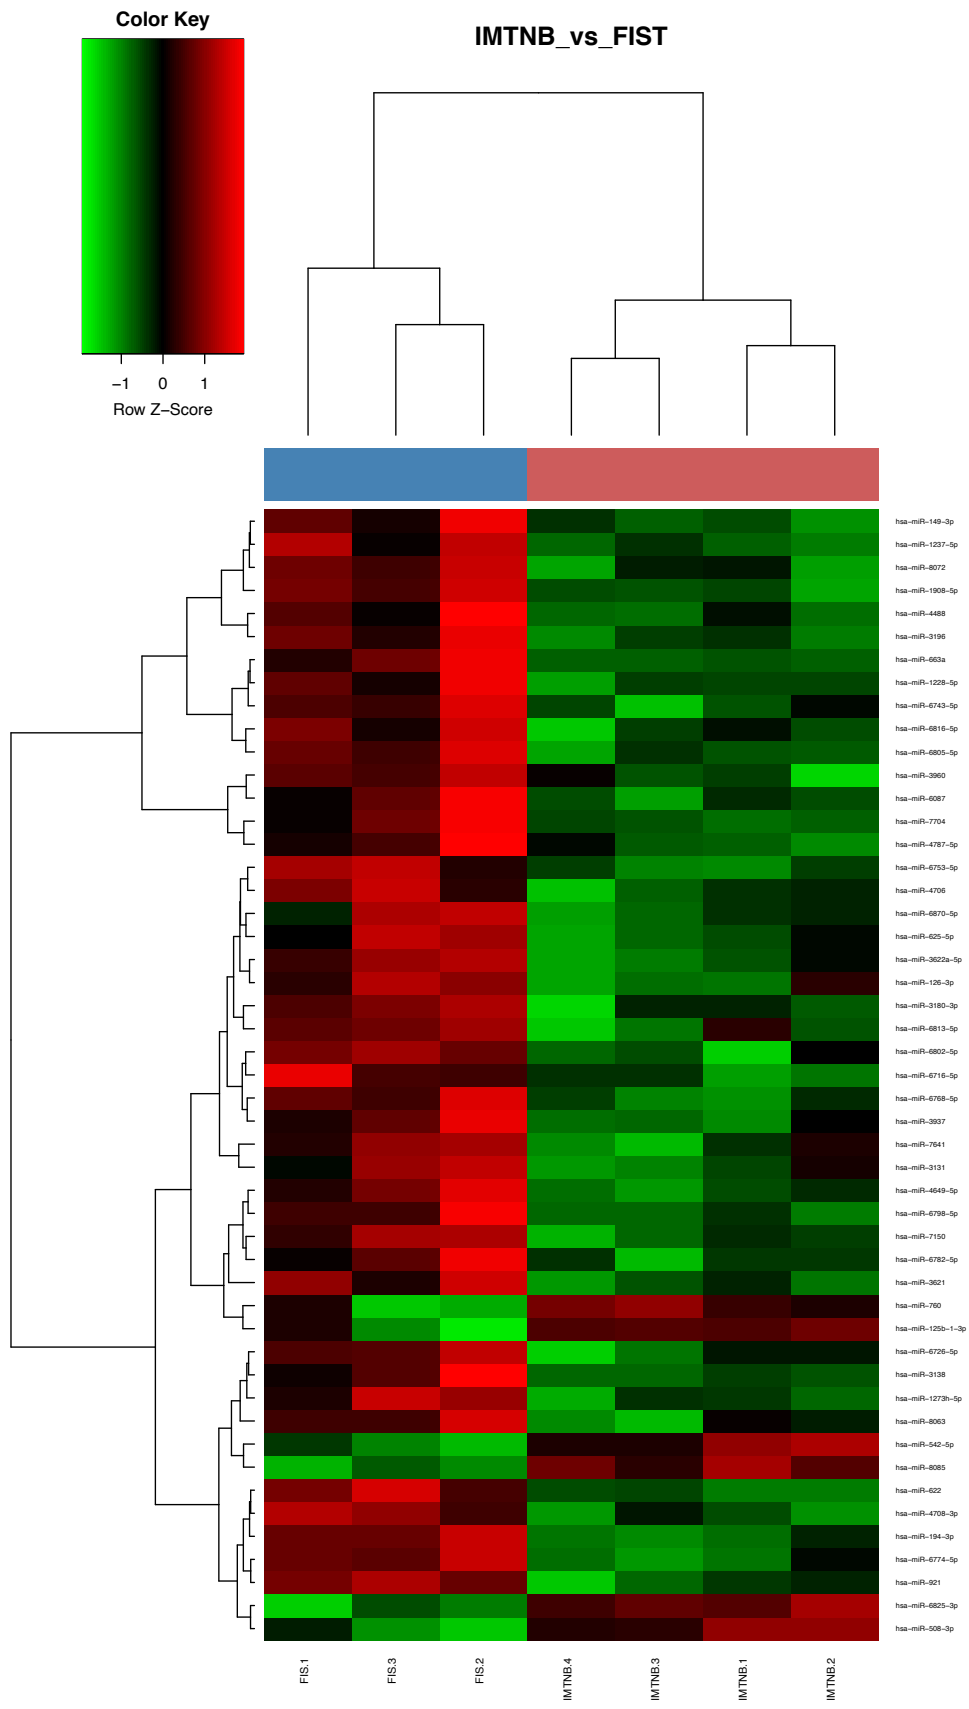 Color Key
IMTNB_vs_FIST
−1 0 1
Row Z−Score
hsa−miR−149−3p
hsa−miR−1237−5p
hsa−miR−8072
hsa−miR−1908−5p
hsa−miR−4488
hsa−miR−3196
hsa−miR−663a
hsa−miR−1228−5p
hsa−miR−6743−5p
hsa−miR−6816−5p
hsa−miR−6805−5p
hsa−miR−3960
hsa−miR−6087
hsa−miR−7704
hsa−miR−4787−5p
hsa−miR−6753−5p
hsa−miR−4706
hsa−miR−6870−5p
hsa−miR−625−5p
hsa−miR−3622a−5p
hsa−miR−126−3p
hsa−miR−3180−3p
hsa−miR−6813−5p
hsa−miR−6802−5p
hsa−miR−6716−5p
hsa−miR−6768−5p
hsa−miR−3937
hsa−miR−7641
hsa−miR−3131
hsa−miR−4649−5p
hsa−miR−6798−5p
hsa−miR−7150
hsa−miR−6782−5p
hsa−miR−3621
hsa−miR−760
hsa−miR−125b−1−3p
hsa−miR−6726−5p
hsa−miR−3138
hsa−miR−1273h−5p
hsa−miR−8063
hsa−miR−542−5p
hsa−miR−8085
hsa−miR−622
hsa−miR−4708−3p
hsa−miR−194−3p
hsa−miR−6774−5p
hsa−miR−921
hsa−miR−6825−3p
hsa−miR−508−3p
FIS.1
FIS.3
FIS.2
IMTNB.4
IMTNB.3
IMTNB.1
IMTNB.2